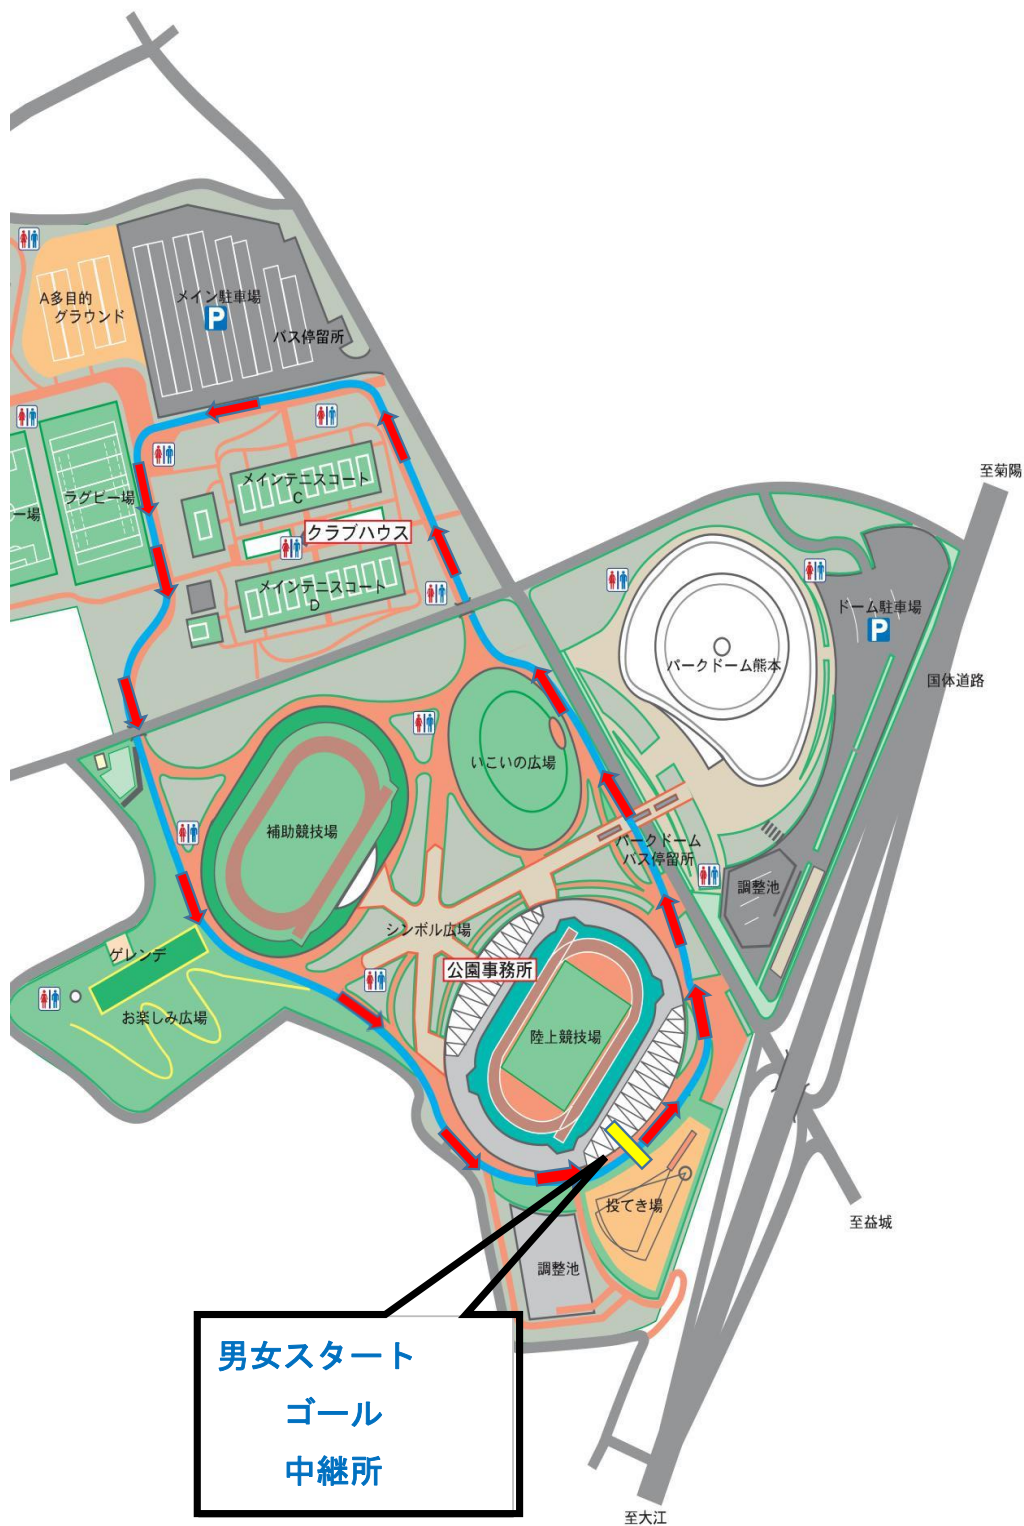 A多目的
グラウンド
メイン駐車場
P
バス停留所
ラグビー場
ー場
メインテニスコート
C
クラブハウス
メインテニスコート
D
至菊陽
ドーム駐車場
P
パークドーム熊本
国体道路
いこいの広場
補助競技場
パークドーム
バス停留所
調整池
シンボル広場
ゲレンデ
公園事務所
お楽しみ広場
陸上競技場
投てき場
至益城
調整池
男女スタート
ゴール
中継所
至大江